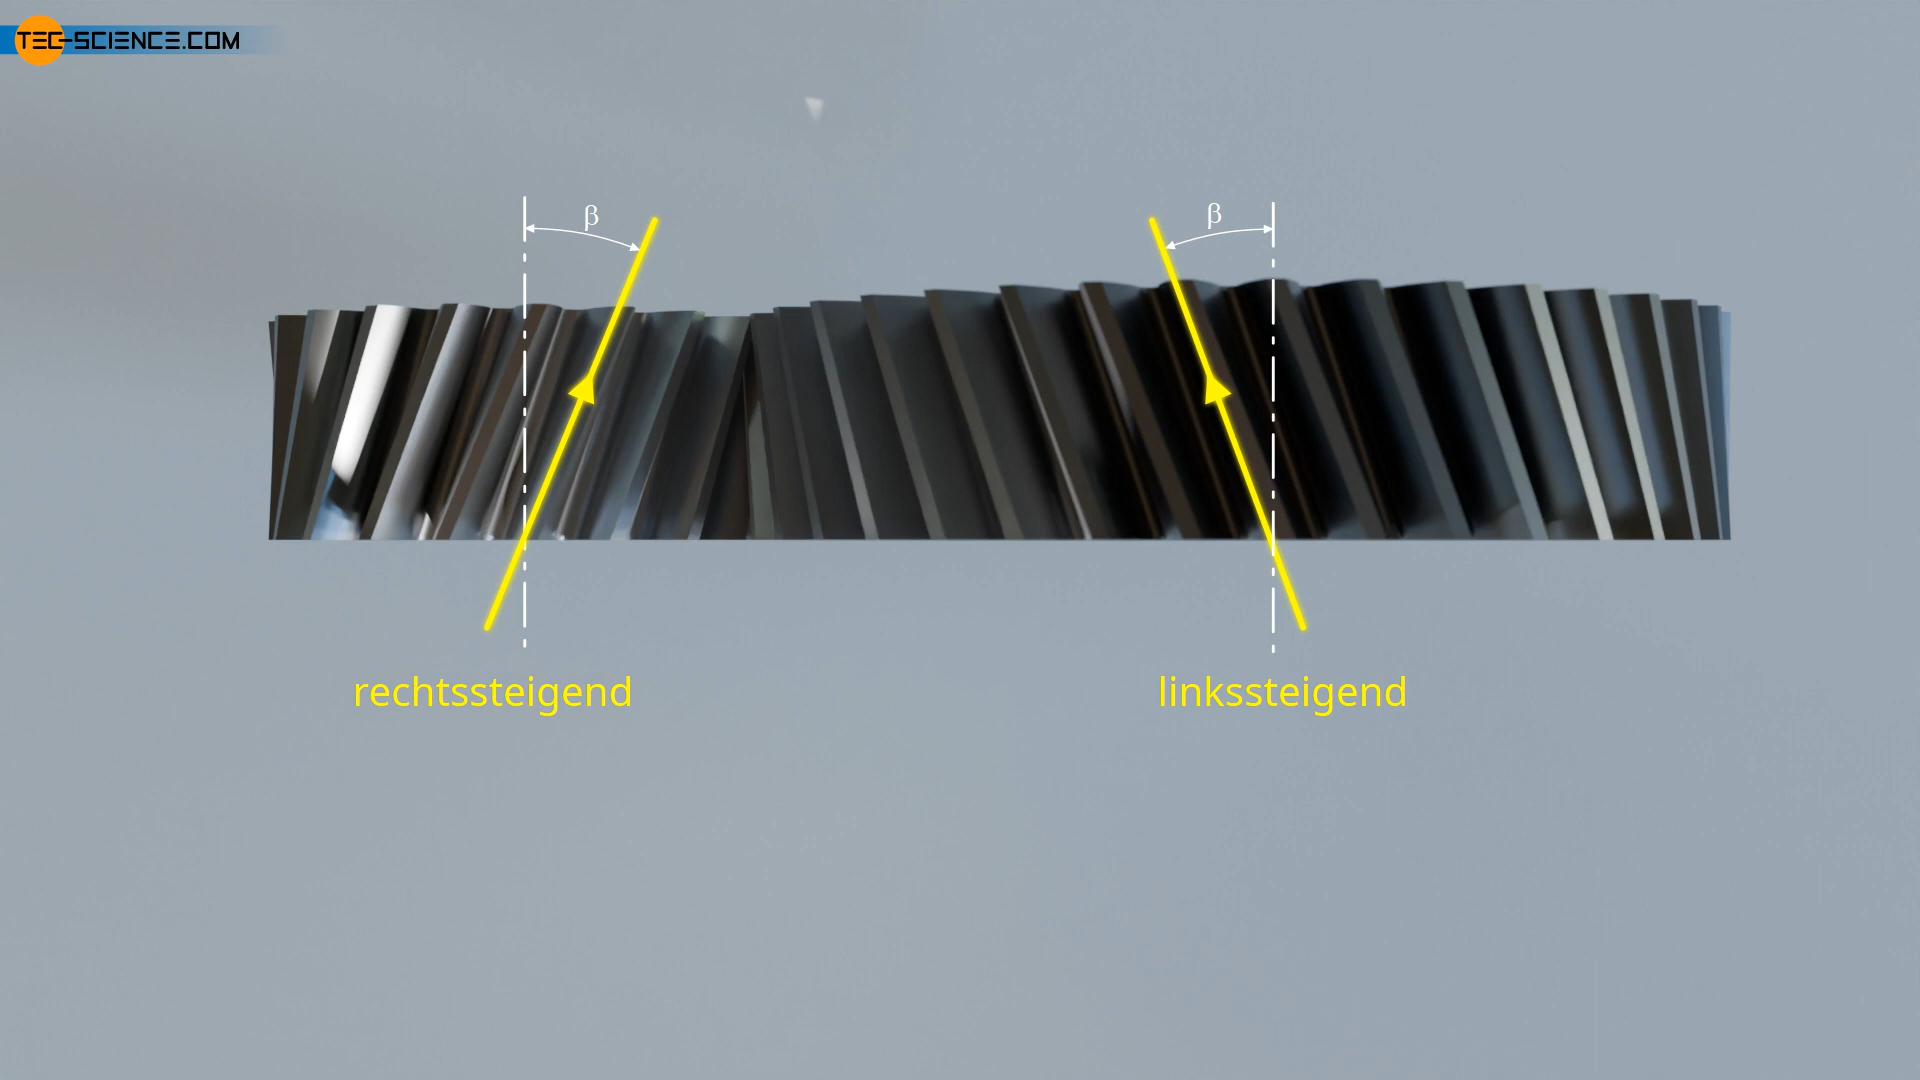 TEC-SCIENCE.COM
β
β
rechtssteigend
linkssteigend